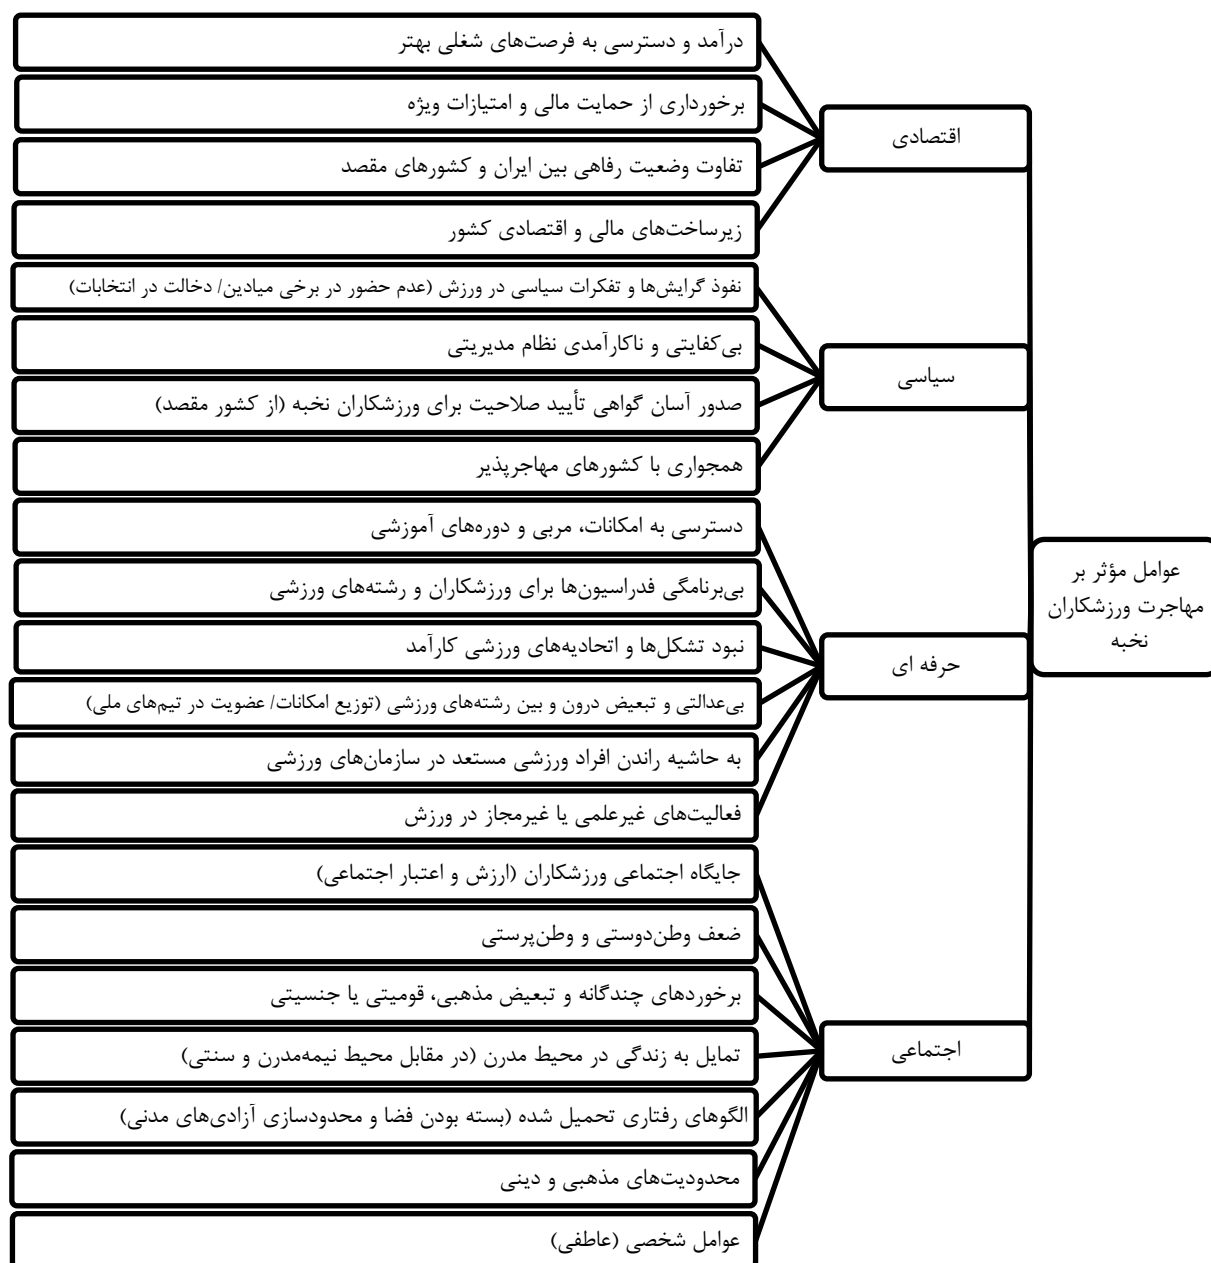 عوامل مؤثر بر
مهاجرت ورزشکاران
نخبه
اقتصادی
درآمد و دسترسی به فرصت‌های شغلی بهتر
برخورداری از حمایت مالی و امتیازات ویژه
تفاوت وضعیت رفاهی بین ایران و کشورهای مقصد
زیرساخت‌های مالی و اقتصادی کشور
سیاسی
نفوذ گرایش‌ها و تفکرات سیاسی در ورزش (عدم حضور در برخی میادین/ دخالت در انتخابات)
بی‌کفایتی و ناکارآمدی نظام مدیریتی
صدور آسان گواهی تأیید صلاحیت برای ورزشکاران نخبه (از کشور مقصد)
همجواری با کشورهای مهاجرپذیر
حرفه ای
دسترسی به امکانات، مربی و دوره‌های آموزشی
بی‌برنامگی فدراسیون‌ها برای ورزشکاران و رشته‌های ورزشی
نبود تشکل‌ها و اتحادیه‌های ورزشی کارآمد
بی‌عدالتی و تبعیض درون و بین رشته‌های ورزشی (توزیع امکانات/ عضویت در تیم‌های ملی)
به حاشیه راندن افراد ورزشی مستعد در سازمان‌های ورزشی
فعالیت‌های غیرعلمی یا غیرمجاز در ورزش
اجتماعی
جایگاه اجتماعی ورزشکاران (ارزش و اعتبار اجتماعی)
ضعف وطن‌دوستی و وطن‌پرستی
برخوردهای چندگانه و تبعیض مذهبی، قومیتی یا جنسیتی
تمایل به زندگی در محیط مدرن (در مقابل محیط نیمه‌مدرن و سنتی)
الگوهای رفتاری تحمیل شده (بسته بودن فضا و محدودسازی آزادی‌های مدنی)
محدودیت‌های مذهبی و دینی
عوامل شخصی (عاطفی)